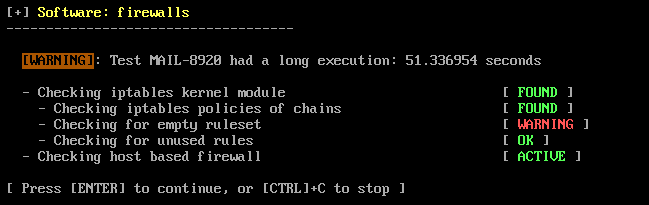 [+] Software: firewalls
------------------------------------
[WARNING]: Test MAIL-8920 had a long execution: 51.336954 seconds
- Checking iptables kernel module [ FOUND ]
- Checking iptables policies of chains [ FOUND ]
- Checking for empty ruleset [ WARNING ]
- Checking for unused rules [ OK ]
- Checking host based firewall [ ACTIVE ]
[ Press [ENTER] to continue, or [CTRL]+C to stop ]